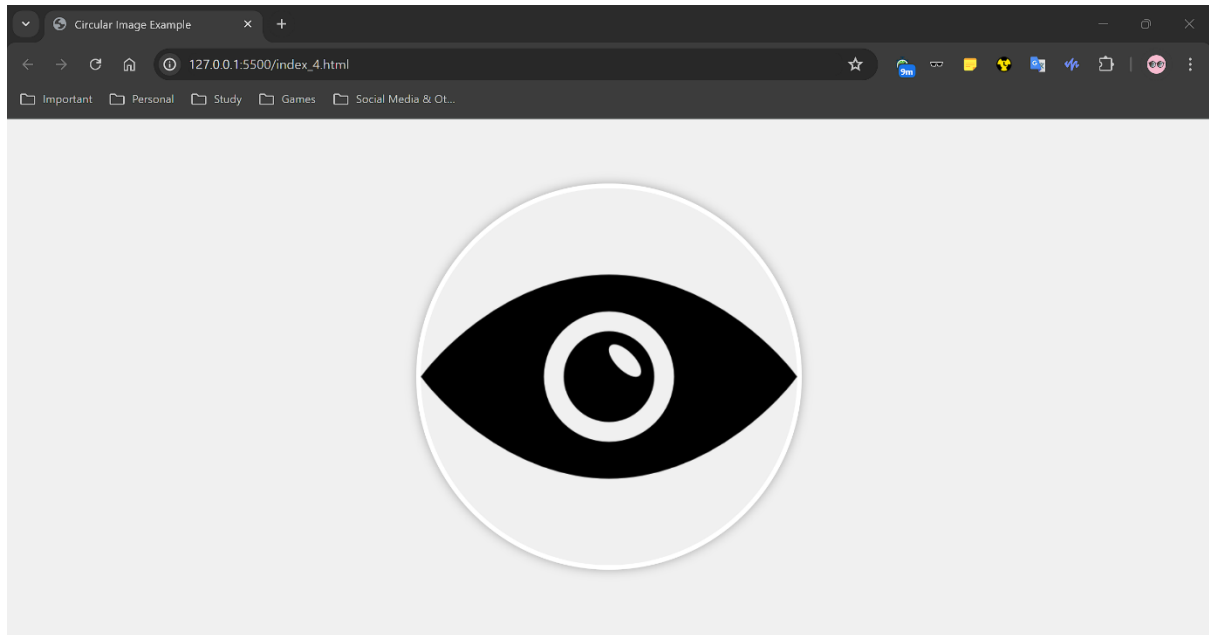 Circular Image Example
127.0.0.1:5500/index_4.html
9m
Important Personal Study Games Social Media & Ot...